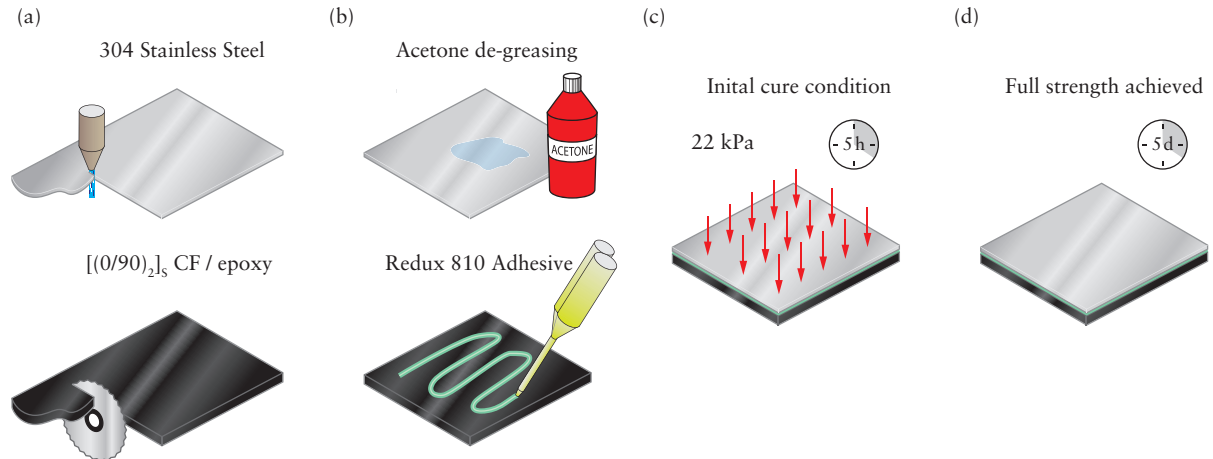 (a)
304 Stainless Steel
[(0/90)₂]ₛ CF / epoxy
(b)
Acetone de-greasing
ACETONE
Redux 810 Adhesive
(c)
Inital cure condition
22 kPa
5h
(d)
Full strength achieved
5d